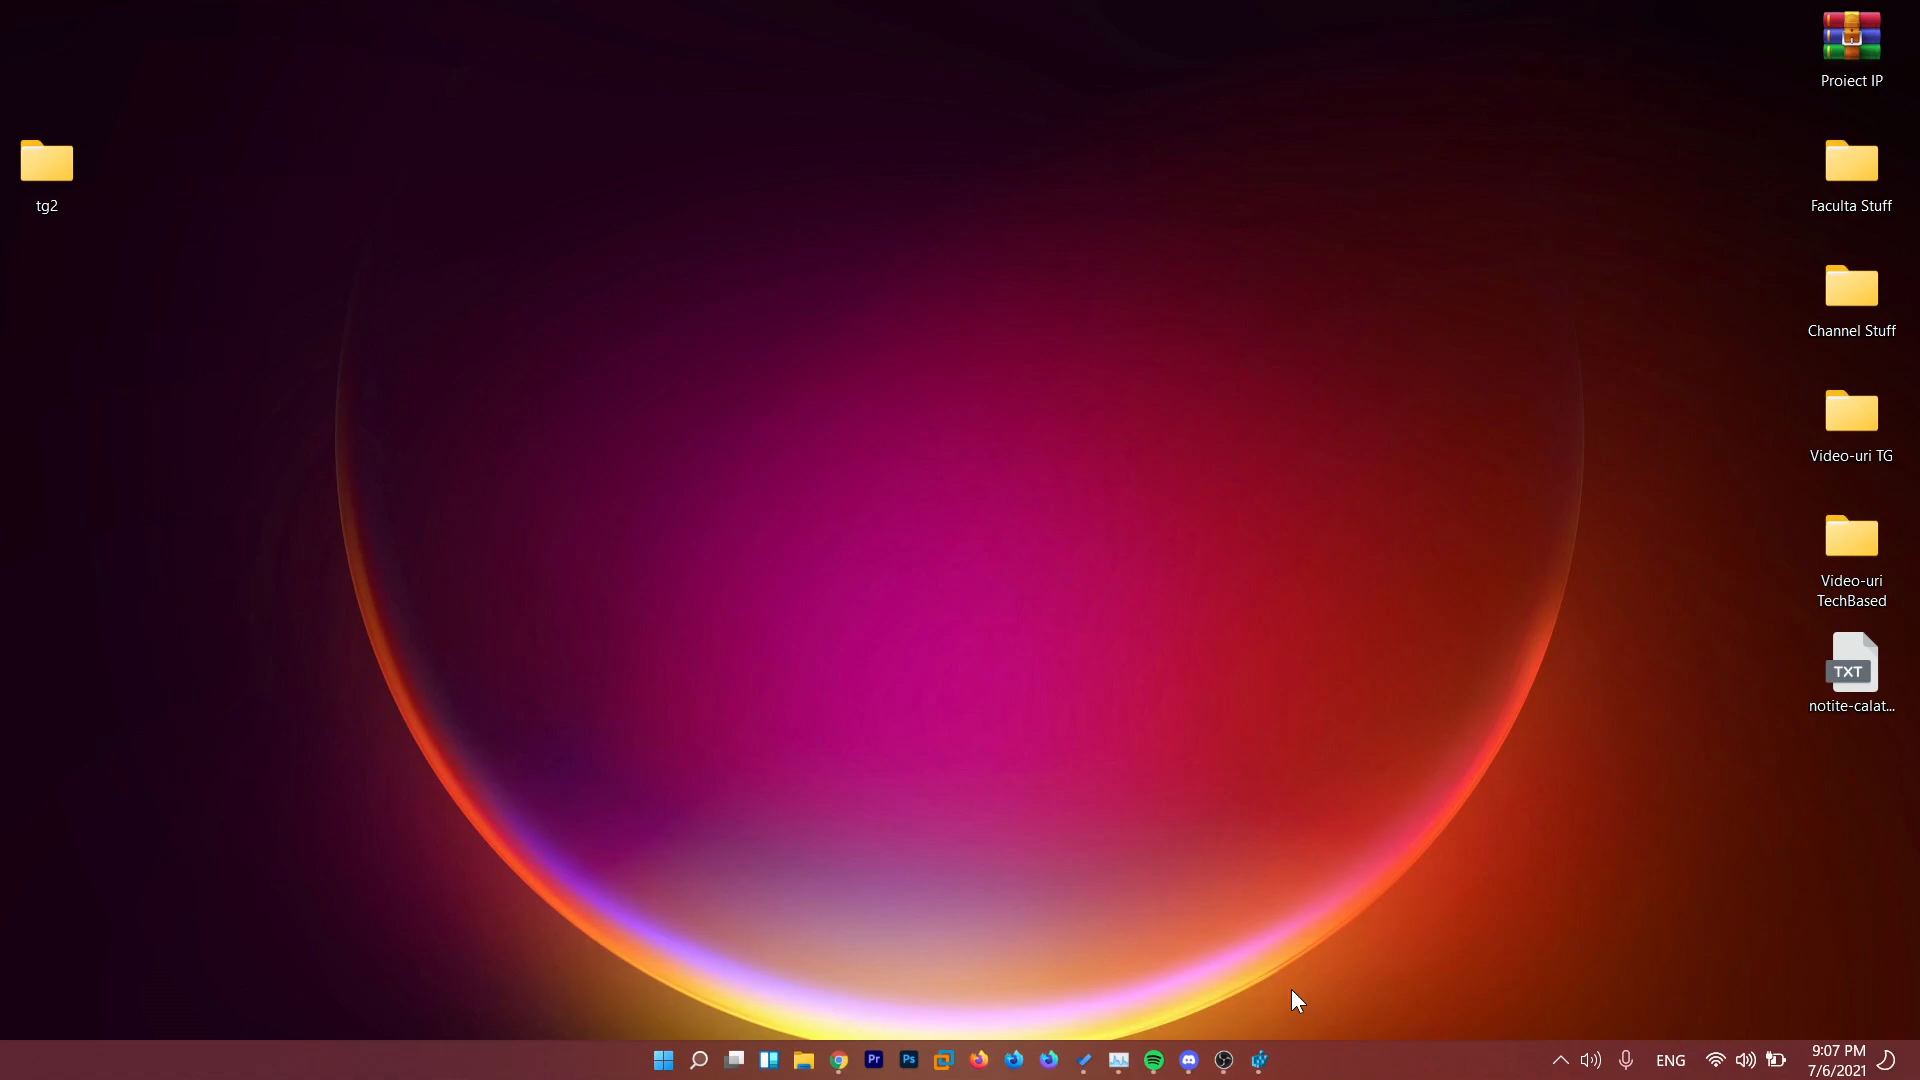 Proiect IP
tg2
Faculta Stuff
Channel Stuff
Video-uri TG
Video-uri
TechBased
TXT
notite-calat...
Pr
Ps
ENG
9:07 PM
7/6/2021